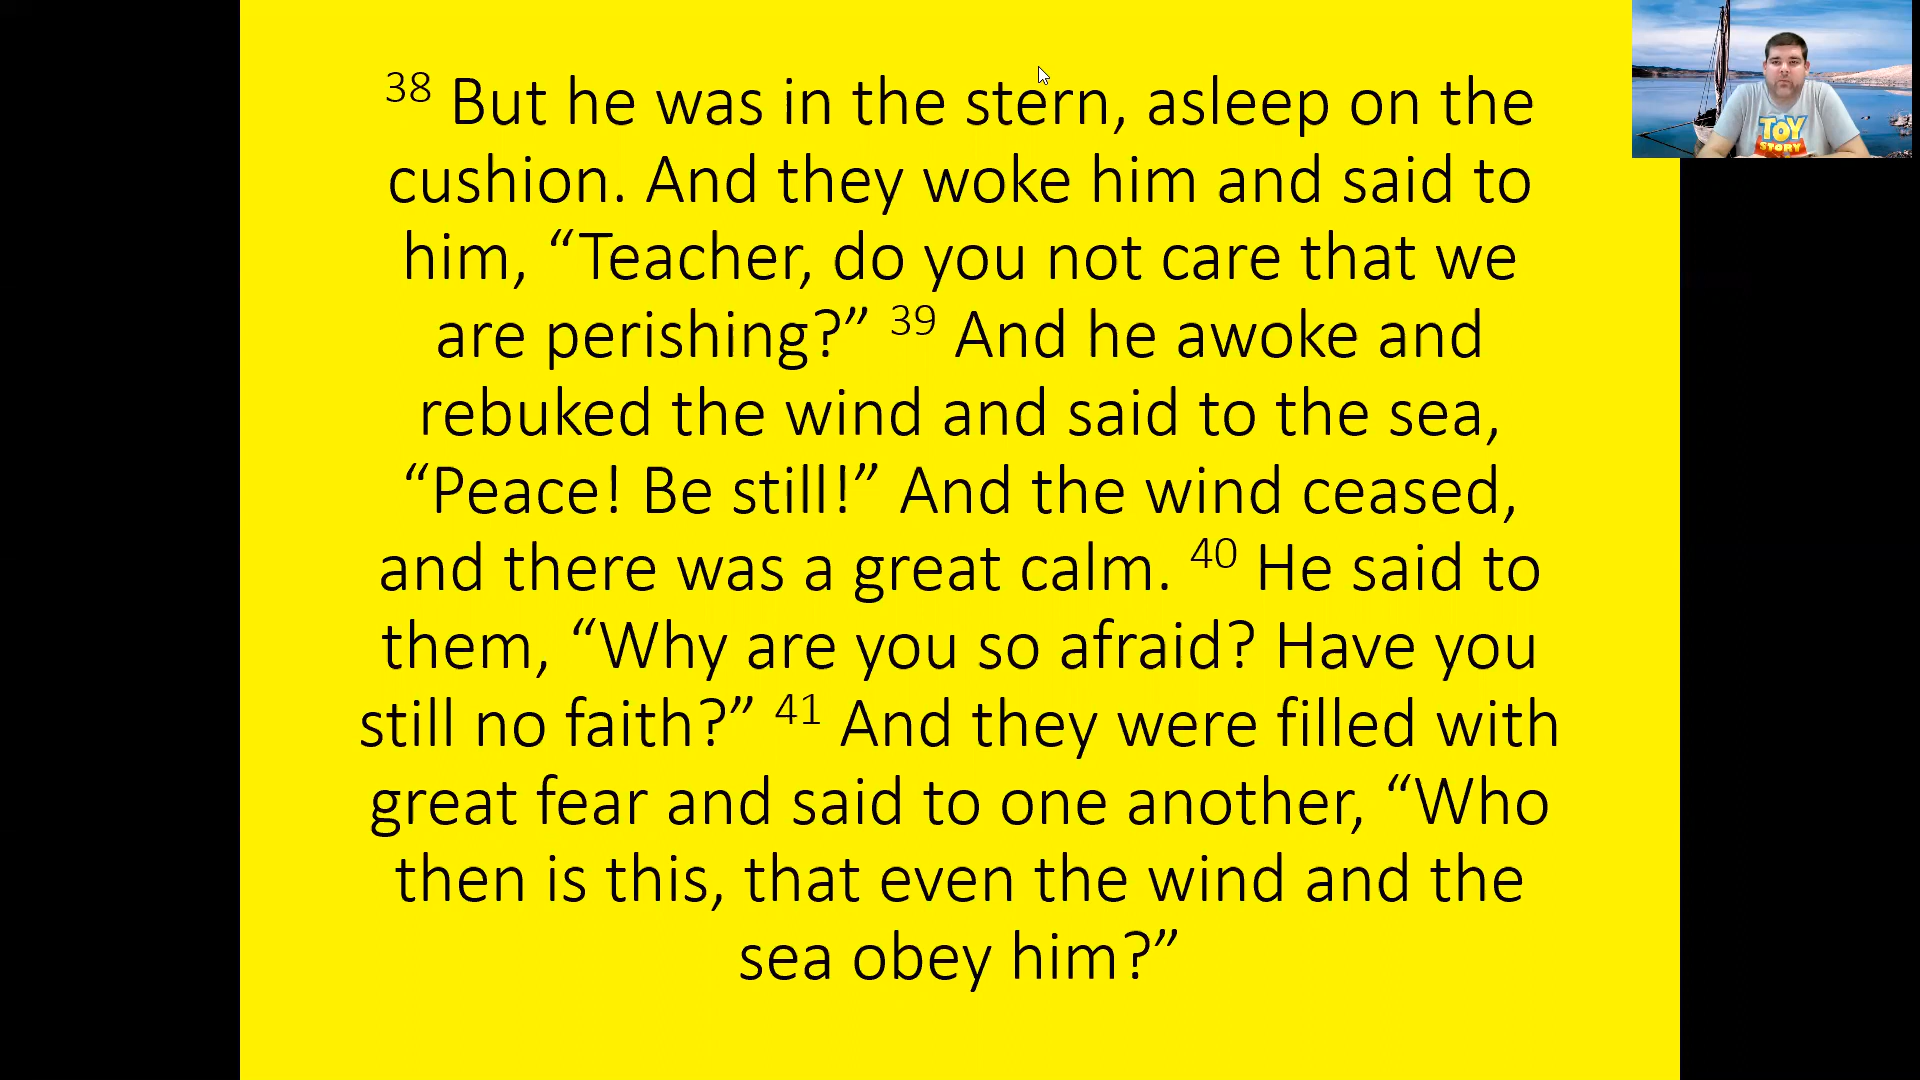 38 But he was in the stern, asleep on the
cushion. And they woke him and said to
him, “Teacher, do you not care that we
are perishing?” 39 And he awoke and
rebuked the wind and said to the sea,
“Peace! Be still!” And the wind ceased,
and there was a great calm. 40 He said to
them, “Why are you so afraid? Have you
still no faith?” 41 And they were filled with
great fear and said to one another, “Who
then is this, that even the wind and the
sea obey him?”
TOY
STORY